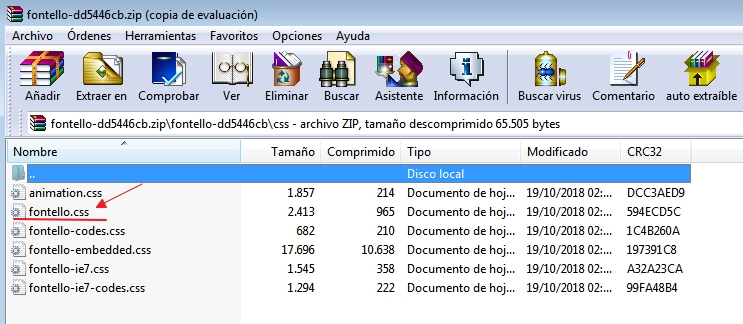 fontello-dd5446cb.zip (copia de evaluación)
Archivo Órdenes Herramientas Favoritos Opciones Ayuda
Añadir Extraer en Comprobar Ver Eliminar Buscar Asistente Información Buscar virus Comentario auto extraíble
fontello-dd5446cb.zip\fontello-dd5446cb\css - archivo ZIP, tamaño descomprimido 65.505 bytes
Nombre Tamaño Comprimido Tipo Modificado CRC32
.. Disco local
animation.css 1.857 214 Documento de hoj... 19/10/2018 02:... DCC3AED9
fontello.css 2.413 965 Documento de hoj... 19/10/2018 02:... 594ECD5C
fontello-codes.css 682 210 Documento de hoj... 19/10/2018 02:... 1C4B260A
fontello-embedded.css 17.696 10.638 Documento de hoj... 19/10/2018 02:... 197391C8
fontello-ie7.css 1.545 358 Documento de hoj... 19/10/2018 02:... A32A23CA
fontello-ie7-codes.css 1.294 222 Documento de hoj... 19/10/2018 02:... 99FA48B4